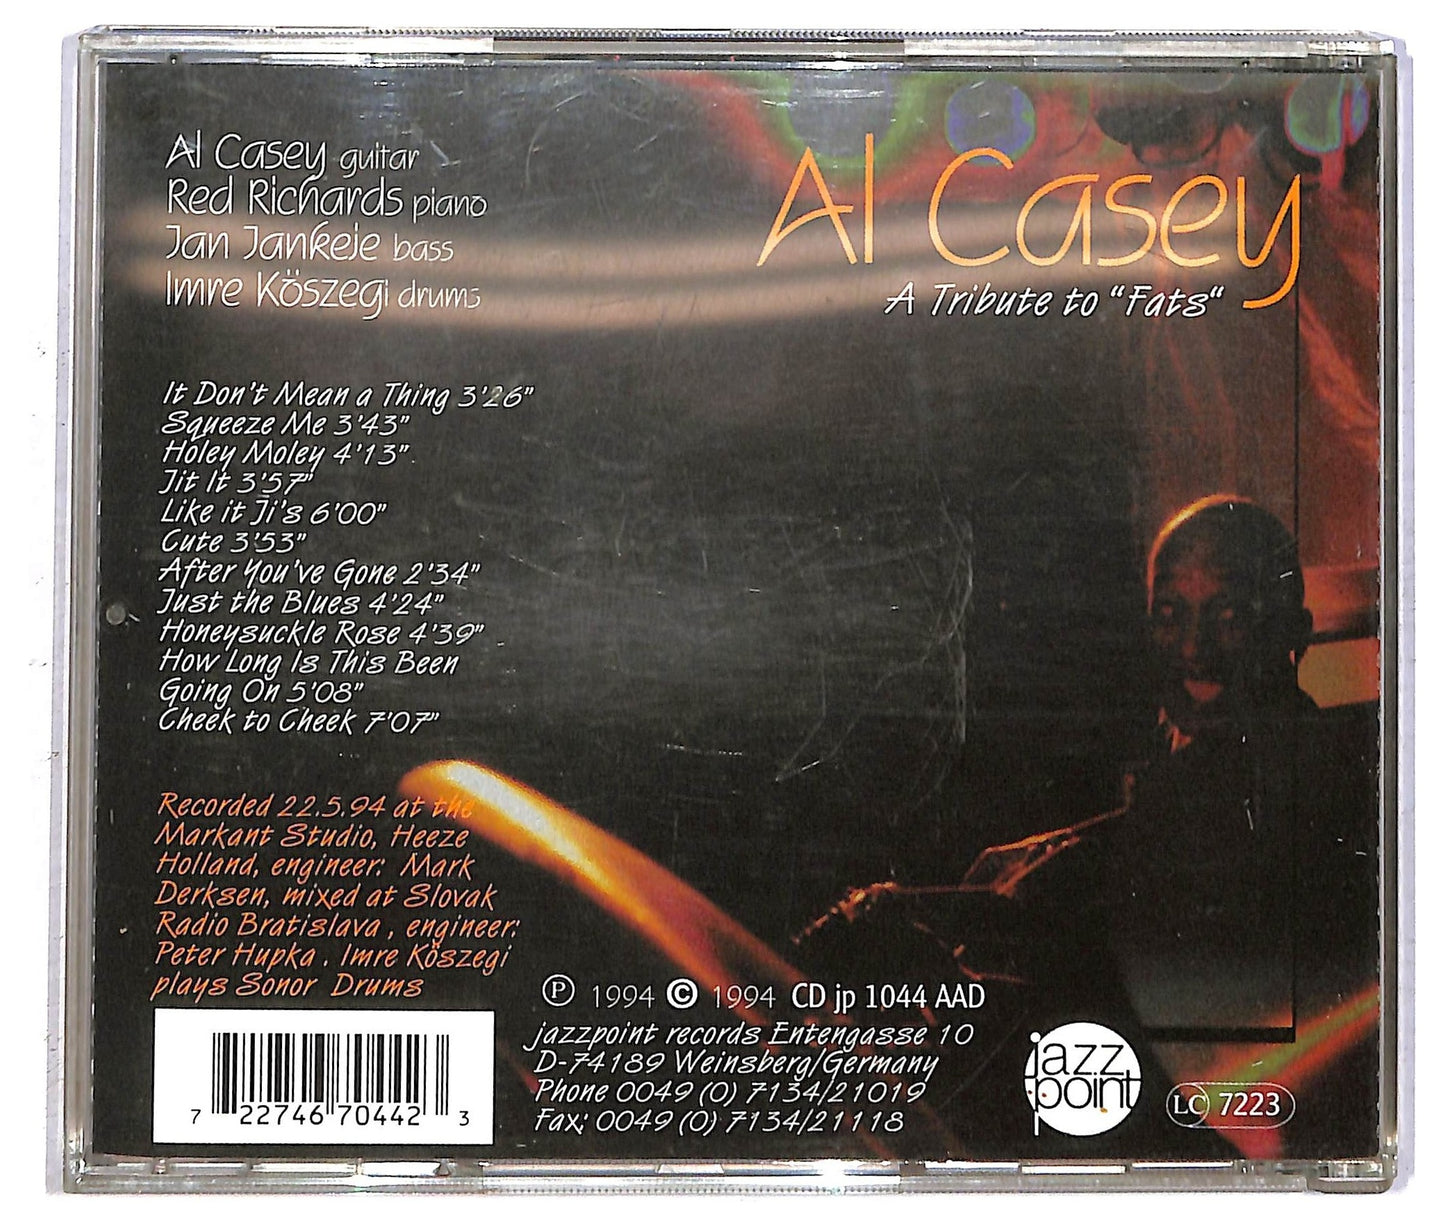 Al Casey guitar
Red Richards piano
Jan Jankeje bass
Imre Köszegi drums
Al Casey
A Tribute to "Fats"
It Don't Mean a Thing 3'26"
Squeeze Me 3'43"
Holey Moley 4'13"
Jit It 3'57"
Like it Ji's 6'00"
Cute 3'53"
After You've Gone 2'34"
Just the Blues 4'24"
Honeysuckle Rose 4'39"
How Long Is This Been
Going On 5'08"
Cheek to Cheek 7'07"
Recorded 22.5.94 at the
Markant Studio, Heeze
Holland, engineer: Mark
Derksen, mixed at Slovak
Radio Bratislava , engineer:
Peter Hupka . Imre Köszegi
plays Sonor Drums
7 22746 70442 3
℗ 1994 © 1994 CD jp 1044 AAD
jazzpoint records Entengasse 10
D-74189 Weinsberg/Germany
Phone 0049 (0) 7134/21019
Fax: 0049 (0) 7134/21118
jazz
point
LC 7223